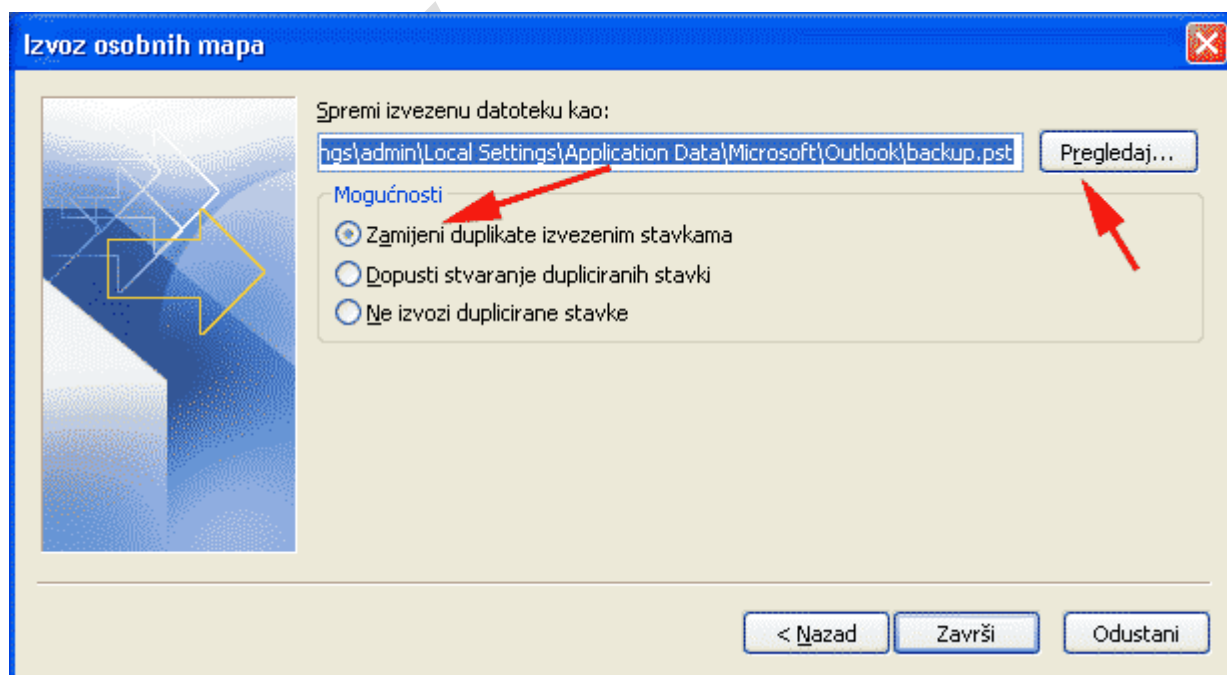 Izvoz osobnih mapa
Spremi izvezenu datoteku kao:
ngs\admin\Local Settings\Application Data\Microsoft\Outlook\backup.pst
Pregledaj...
Mogućnosti
Zamijeni duplikate izvezenim stavkama
Dopusti stvaranje dupliciranih stavki
Ne izvozi duplicirane stavke
< Nazad
Završi
Odustani